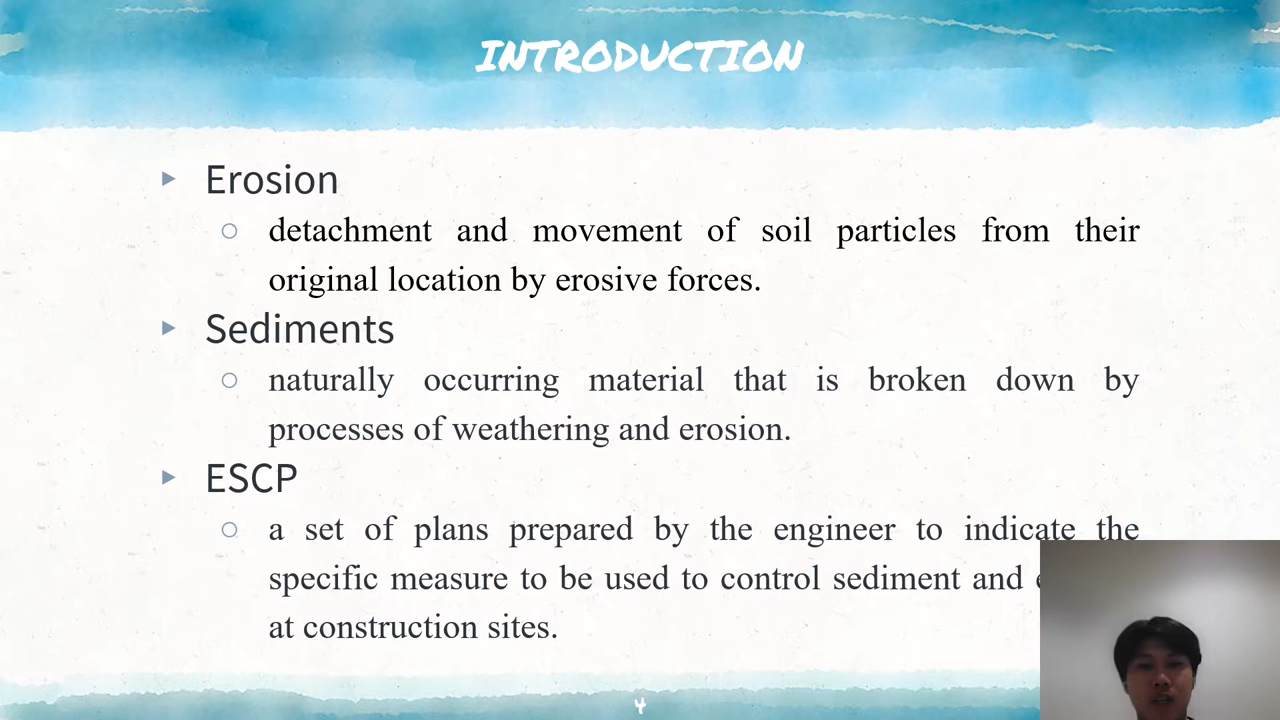 INTRODUCTION
Erosion
detachment and movement of soil particles from their
original location by erosive forces.
Sediments
naturally occurring material that is broken down by
processes of weathering and erosion.
ESCP
a set of plans prepared by the engineer to indicate the
specific measure to be used to control sediment and
at construction sites.
4